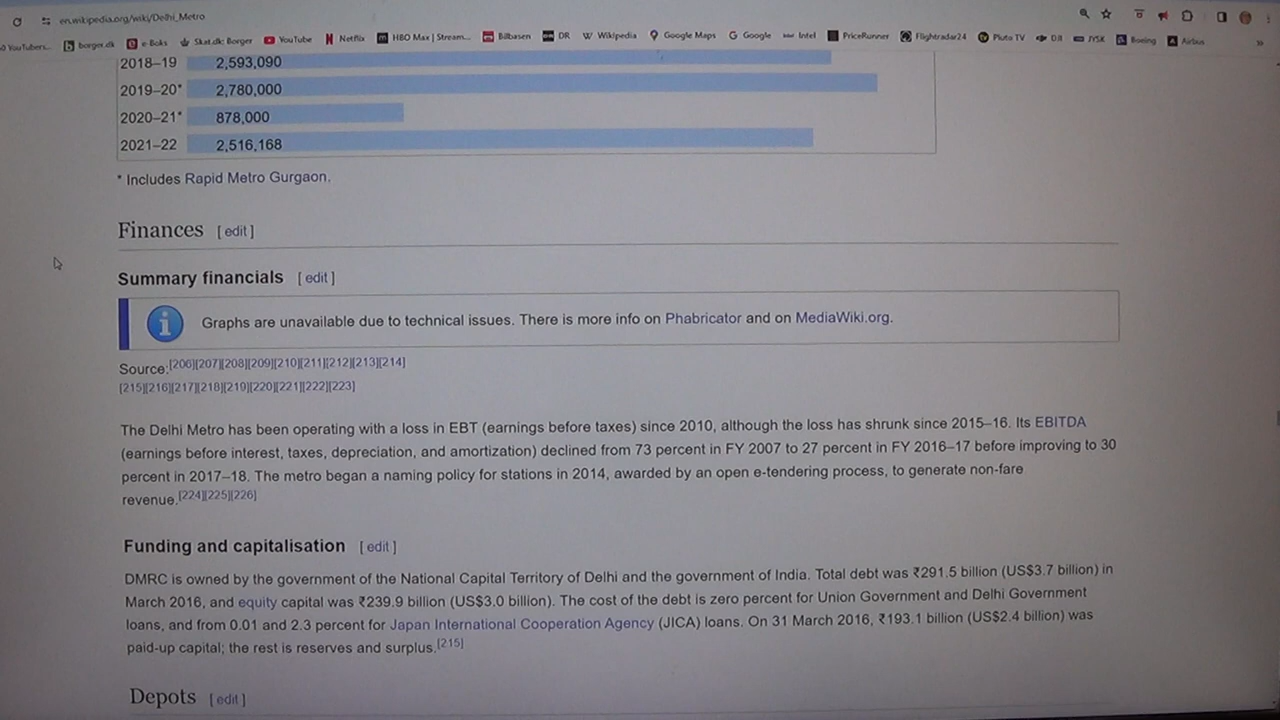 en.wikipedia.org/wiki/Delhi_Metro
YouTubers... borger.dk e-Boks Skat.dk: Borger YouTube Netflix HBO Max | Stream... Bilbasen DR Wikipedia Google Maps Google Intel PriceRunner Flightradar24 Pluto TV DJI JYSK Boeing Airbus »
2018–19 2,593,090
2019–20* 2,780,000
2020–21* 878,000
2021–22 2,516,168
* Includes Rapid Metro Gurgaon.
Finances [ edit ]
Summary financials [ edit ]
Graphs are unavailable due to technical issues. There is more info on Phabricator and on MediaWiki.org.
Source:[206][207][208][209][210][211][212][213][214]
[215][216][217][218][219][220][221][222][223]
The Delhi Metro has been operating with a loss in EBT (earnings before taxes) since 2010, although the loss has shrunk since 2015–16. Its EBITDA
(earnings before interest, taxes, depreciation, and amortization) declined from 73 percent in FY 2007 to 27 percent in FY 2016–17 before improving to 30
percent in 2017–18. The metro began a naming policy for stations in 2014, awarded by an open e-tendering process, to generate non-fare
revenue.[224][225][226]
Funding and capitalisation [ edit ]
DMRC is owned by the government of the National Capital Territory of Delhi and the government of India. Total debt was ₹291.5 billion (US$3.7 billion) in
March 2016, and equity capital was ₹239.9 billion (US$3.0 billion). The cost of the debt is zero percent for Union Government and Delhi Government
loans, and from 0.01 and 2.3 percent for Japan International Cooperation Agency (JICA) loans. On 31 March 2016, ₹193.1 billion (US$2.4 billion) was
paid-up capital; the rest is reserves and surplus.[215]
Depots [ edit ]